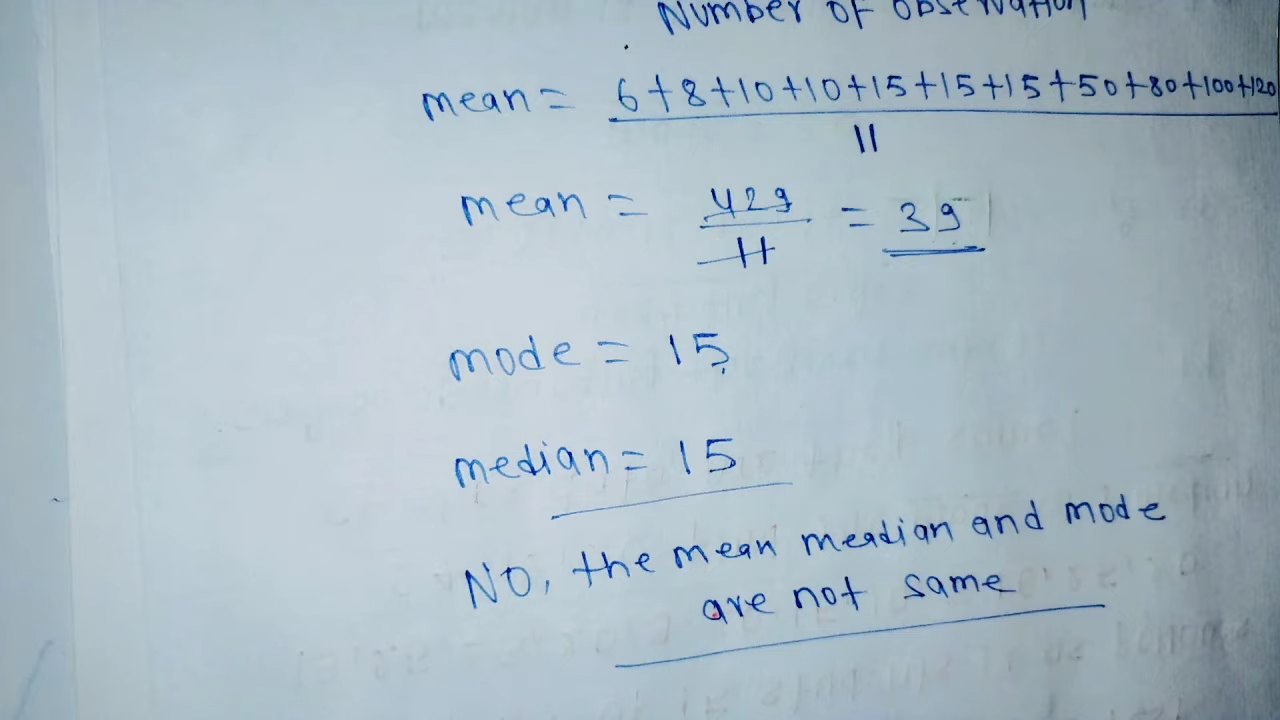 Number of observation
mean = 6+8+10+10+15+15+15+50+80+100+120
11
mean = 429 = 39
11
mode = 15
median = 15
NO, the mean meadian and mode
are not same